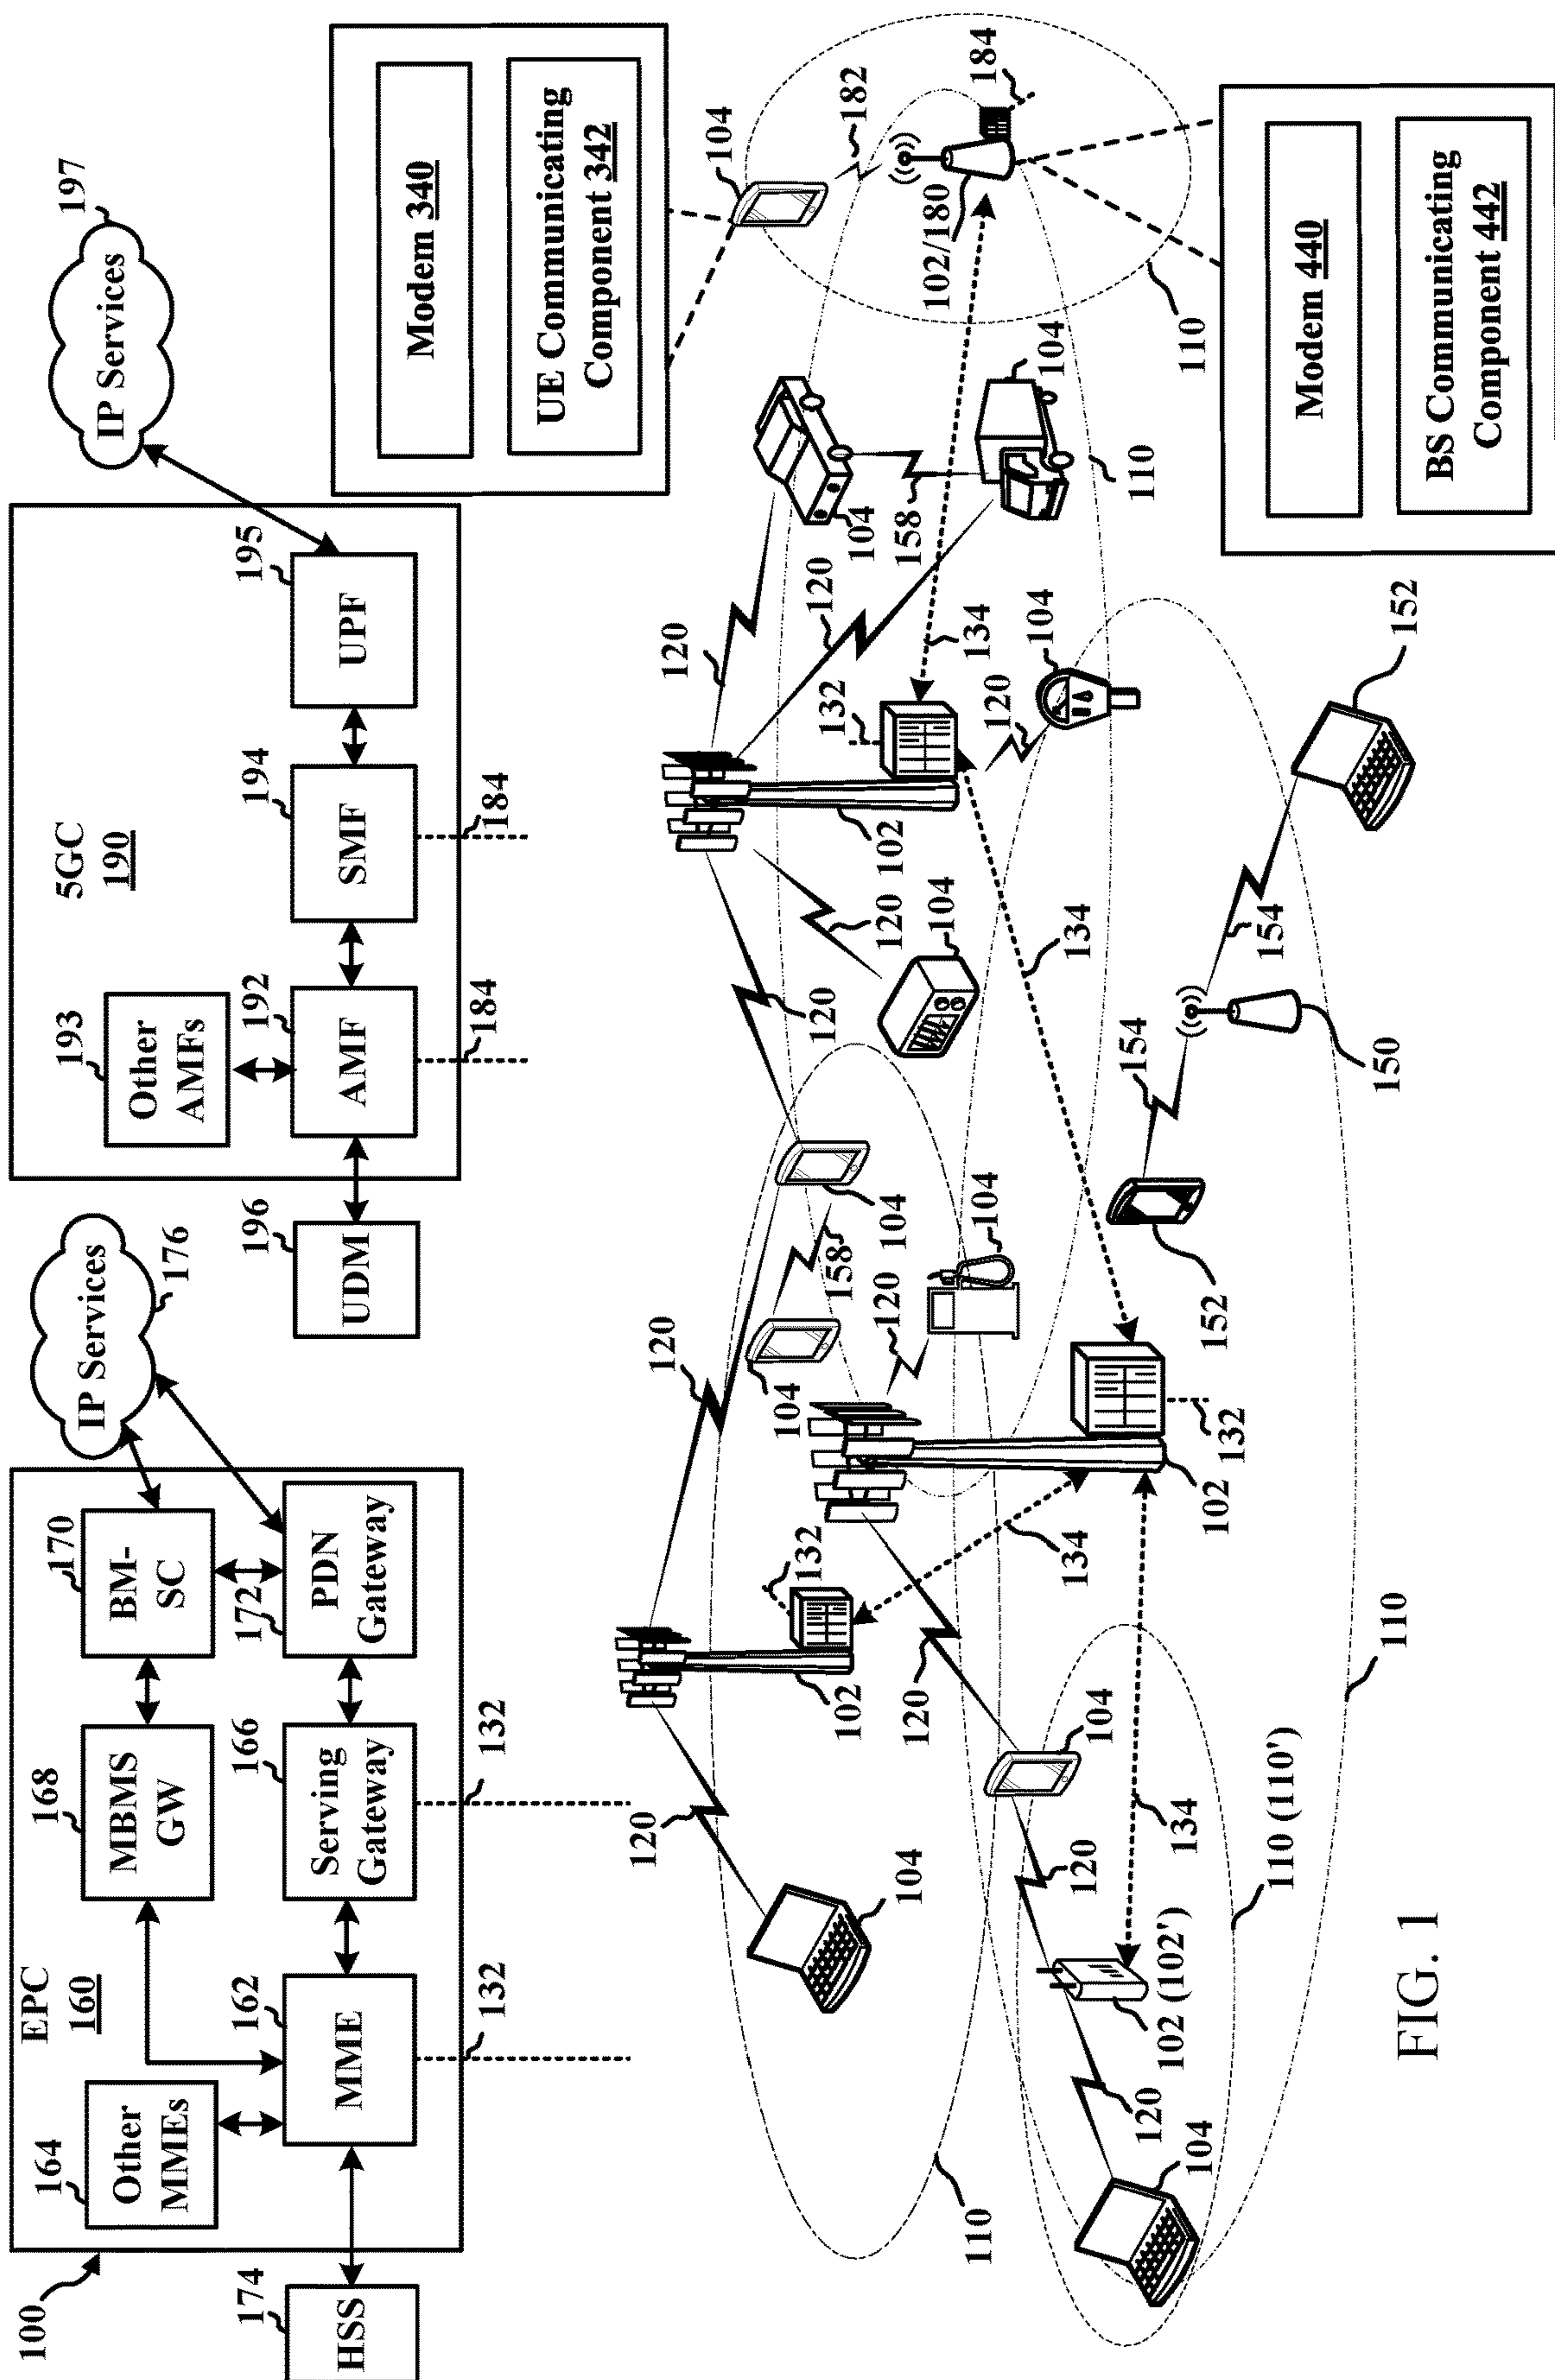 100
EPC
160
164
Other
MMEs
168
MBMS
GW
170
BM-
SC
162
MME
166
Serving
Gateway
172
PDN
Gateway
174
HSS
132
132
IP Services
176
5GC
190
193
Other
AMFs
192
AMF
194
SMF
195
UPF
196
UDM
184
184
IP Services
197
Modem 340
UE Communicating
Component 342
104
182
184
102/180
110
Modem 440
BS Communicating
Component 442
120
104
158
104
120
110
132
134
102
120
104
120
104
120
134
120
104
158
104
120
104
132
102
134
132
102
120
104
110
120
104
120
134
102 (102')
120
104
110 (110')
110
152
154
150
154
152
FIG. 1